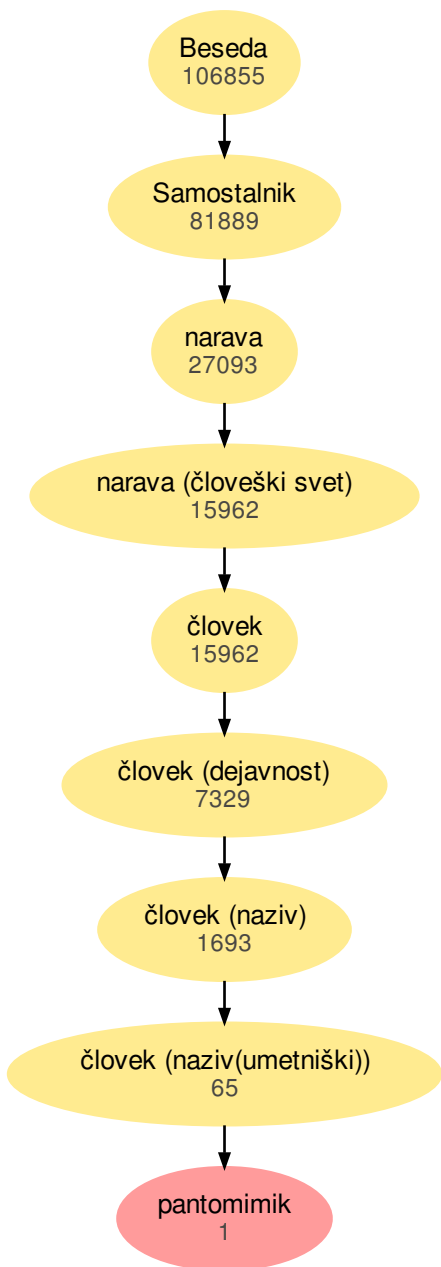 Beseda
106855
Samostalnik
81889
narava
27093
narava (človeški svet)
15962
človek
15962
človek (dejavnost)
7329
človek (naziv)
1693
človek (naziv(umetniški))
65
pantomimik
1